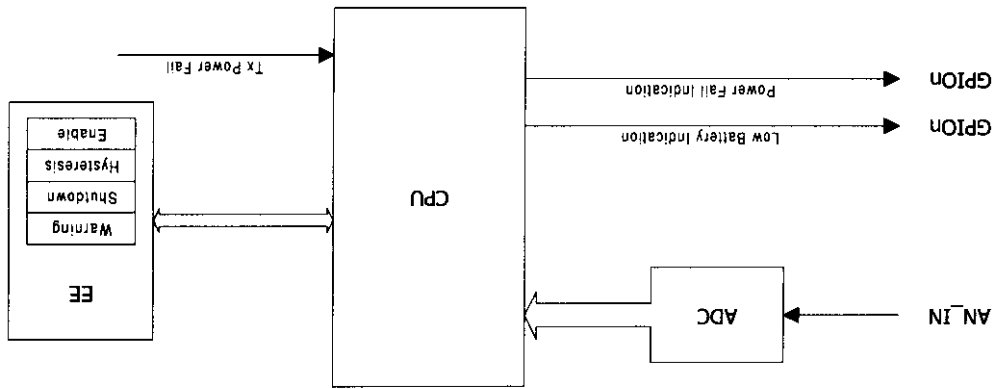 AN_IN
ADC
CPU
EE
Warning
Shutdown
Hysteresis
Enable
Low Battery Indication
GPIOn
Power Fail Indication
GPIOn
Tx Power Fail